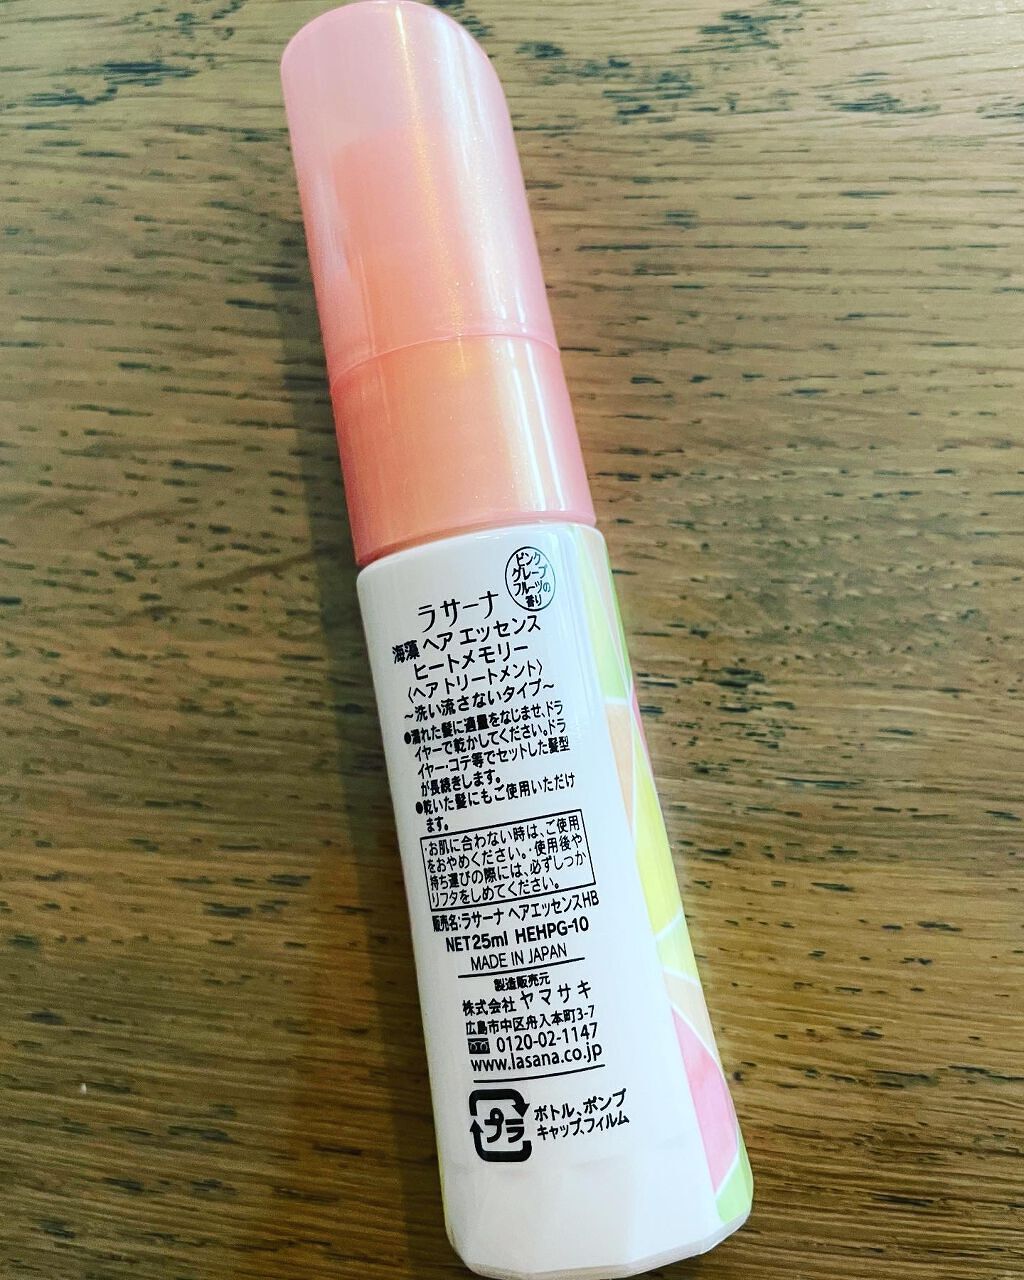 ピンク
グレープ
フルーツの
香り
ラサーナ
海藻 ヘア エッセンス
ヒートメモリー
〈ヘア トリートメント〉
～洗い流さないタイプ～
●濡れた髪に適量をなじませ、ドラ
イヤーで乾かしてください。ドラ
イヤー・コテ等でセットした髪型
が長続きします。
●乾いた髪にもご使用いただけ
ます。
・お肌に合わない時は、ご使用
をおやめください。・使用後や
持ち運びの際には、必ずしっか
りフタをしめてください。
販売名:ラサーナ ヘアエッセンスHB
NET25ml HEHPG-10
MADE IN JAPAN
製造販売元
株式会社 ヤマサキ
広島市中区舟入本町3-7
0120-02-1147
www.lasana.co.jp
プラ
ボトル、ポンプ
キャップ、フィルム